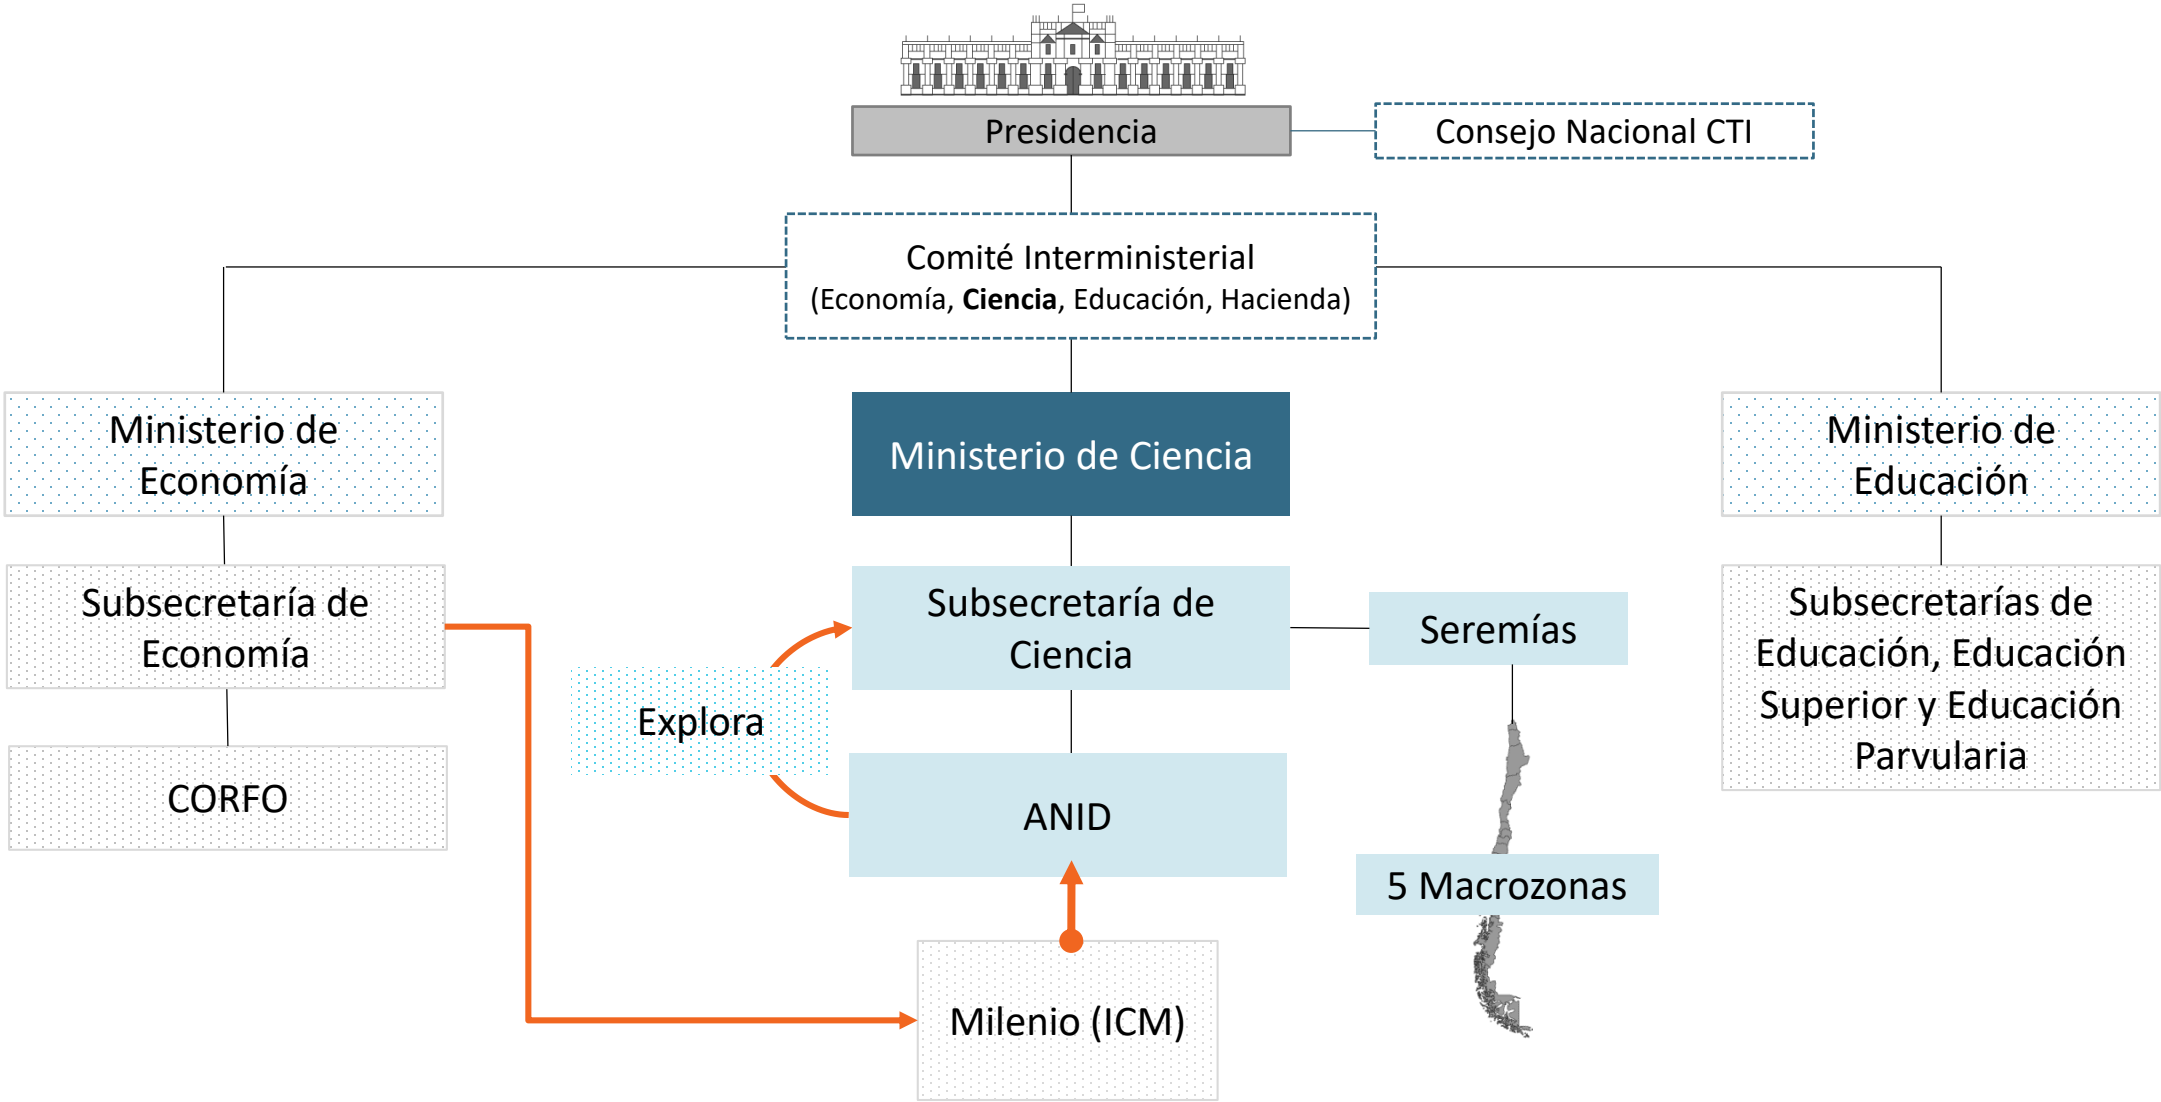 Presidencia
Consejo Nacional CTI
Comité Interministerial
(Economía, Ciencia, Educación, Hacienda)
Ministerio de
Economía
Ministerio de Ciencia
Ministerio de
Educación
Subsecretaría de
Economía
Subsecretaría de
Ciencia
Seremías
Subsecretarías de
Educación, Educación
Superior y Educación
Parvularia
Explora
CORFO
ANID
5 Macrozonas
Milenio (ICM)